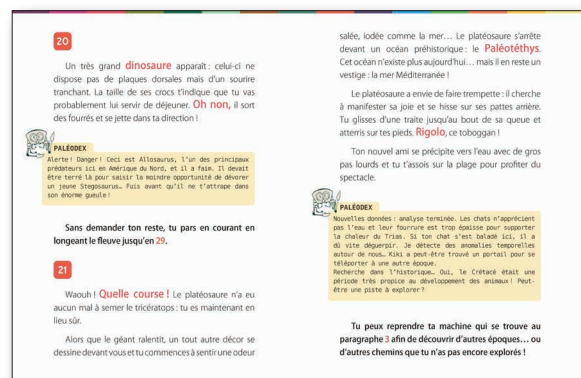 20
Un très grand dinosaure apparaît : celui-ci ne
dispose pas de plaques dorsales mais d'un sourire
tranchant. La taille de ses crocs t'indique que tu vas
probablement lui servir de déjeuner. Oh non, il sort
des fourrés et se jette dans ta direction !
PALÉODEX
Alerte ! Danger ! Ceci est Allosaurus, l'un des principaux
prédateurs ici en Amérique du Nord, et il a faim. Il devait
être terré là pour saisir la moindre opportunité de dévorer
un jeune Stegosaurus… Fuis avant qu'il ne t'attrape dans
son énorme gueule !
Sans demander ton reste, tu pars en courant en
longeant le fleuve jusqu'en 29.
21
Waouh ! Quelle course ! Le platéosaure n'a eu
aucun mal à semer le tricératops : tu es maintenant en
lieu sûr.
Alors que le géant ralentit, un tout autre décor se
dessine devant vous et tu commences à sentir une odeur
salée, iodée comme la mer… Le platéosaure s'arrête
devant un océan préhistorique : le Paléotéthys.
Cet océan n'existe plus aujourd'hui… mais il en reste un
vestige : la mer Méditerranée !
Le platéosaure a envie de faire trempette : il cherche
à manifester sa joie et se hisse sur ses pattes arrière.
Tu glisses d'une traite jusqu'au bout de sa queue et
atterris sur tes pieds. Rigolo, ce toboggan !
Ton nouvel ami se précipite vers l'eau avec de gros
pas lourds et tu t'assois sur la plage pour profiter du
spectacle.
PALÉODEX
Nouvelles données : analyse terminée. Les chats n'apprécient
pas l'eau et leur fourrure est trop épaisse pour supporter
la chaleur du Trias. Si ton chat s'est baladé ici, il a
dû vite déguerpir. Je détecte des anomalies temporelles
autour de nous… Kiki a peut-être trouvé un portail pour se
téléporter à une autre époque.
Recherche dans l'historique… Oui, le Crétacé était une
période très propice au développement des animaux ! Peut-
être une piste à explorer ?
Tu peux reprendre ta machine qui se trouve au
paragraphe 3 afin de découvrir d'autres époques… ou
d'autres chemins que tu n'as pas encore explorés !